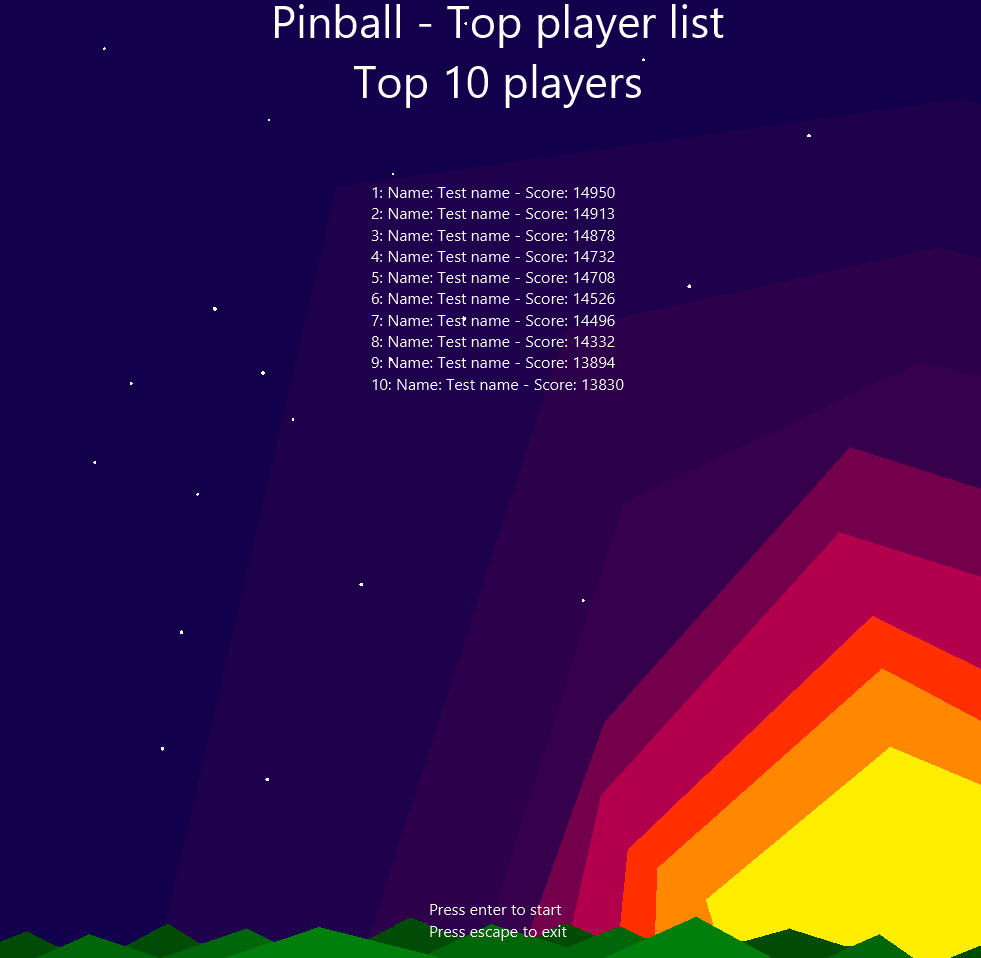 Pinball - Top player list
Top 10 players
1: Name: Test name - Score: 14950
2: Name: Test name - Score: 14913
3: Name: Test name - Score: 14878
4: Name: Test name - Score: 14732
5: Name: Test name - Score: 14708
6: Name: Test name - Score: 14526
7: Name: Test name - Score: 14496
8: Name: Test name - Score: 14332
9: Name: Test name - Score: 13894
10: Name: Test name - Score: 13830
Press enter to start
Press escape to exit